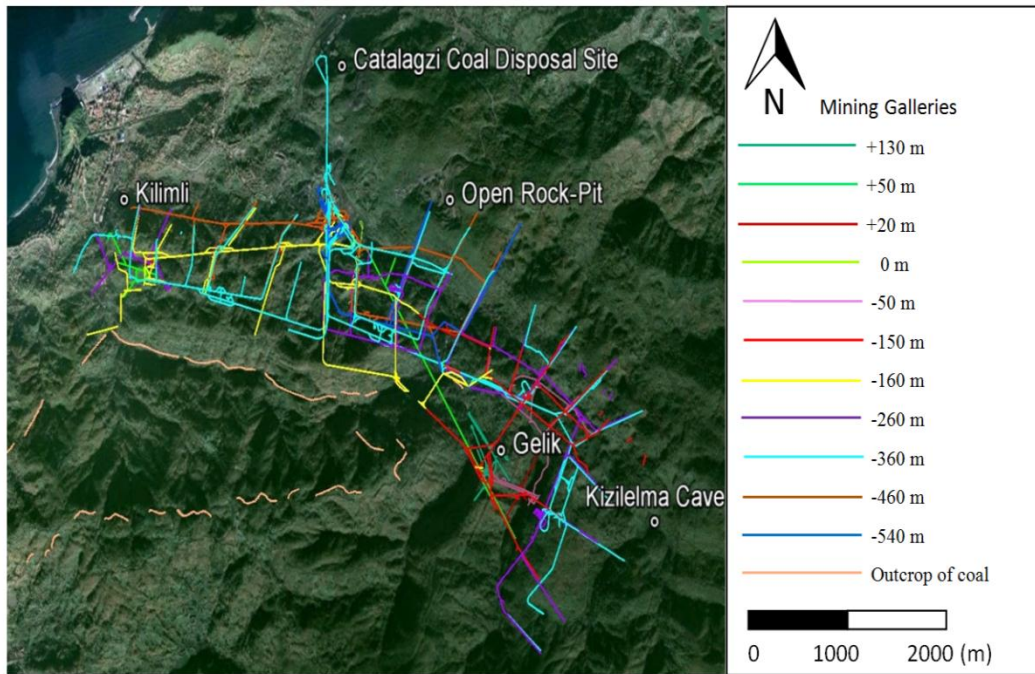 Catalagzi Coal Disposal Site
Kilimli
Open Rock-Pit
Gelik
Kizilelma Cave
N
Mining Galleries
+130 m
+50 m
+20 m
0 m
-50 m
-150 m
-160 m
-260 m
-360 m
-460 m
-540 m
Outcrop of coal
0 1000 2000 (m)